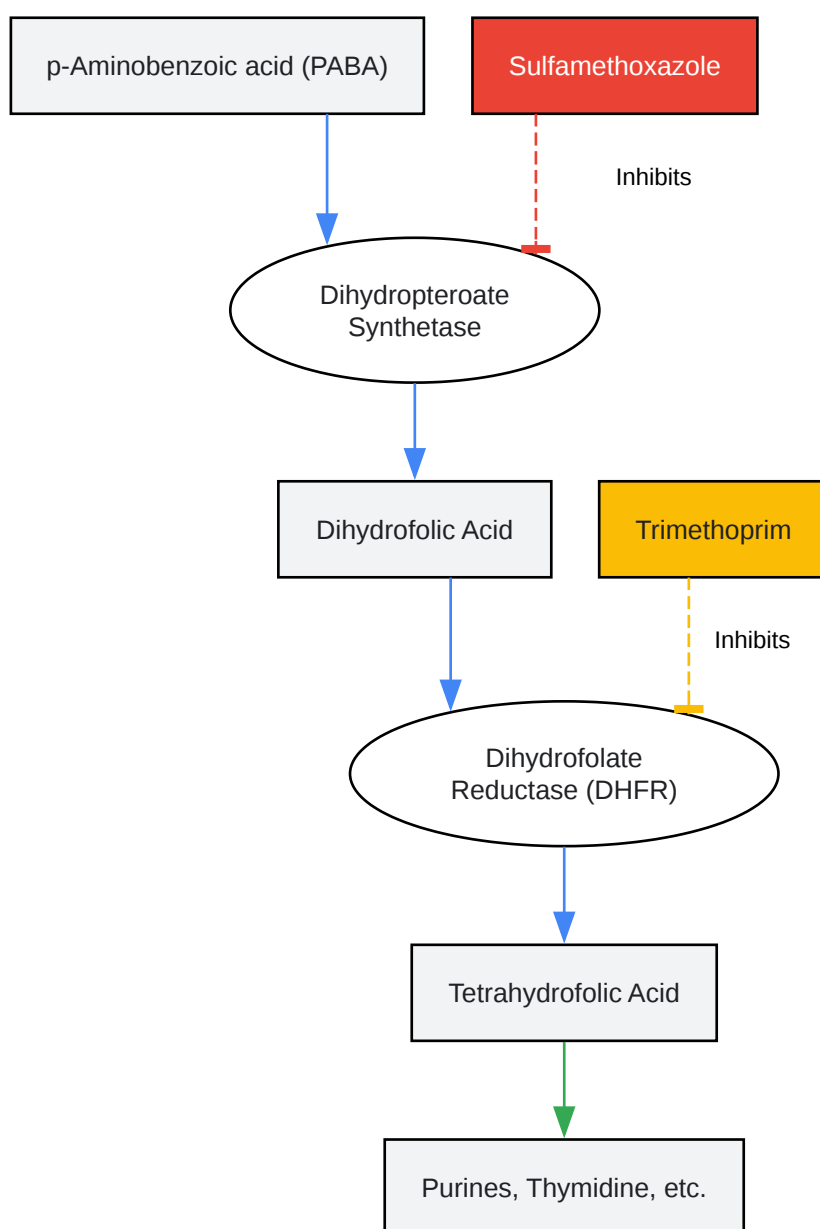 p-Aminobenzoic acid (PABA)
Sulfamethoxazole
Inhibits
Dihydropteroate
Synthetase
Dihydrofolic Acid
Trimethoprim
Inhibits
Dihydrofolate
Reductase (DHFR)
Tetrahydrofolic Acid
Purines, Thymidine, etc.